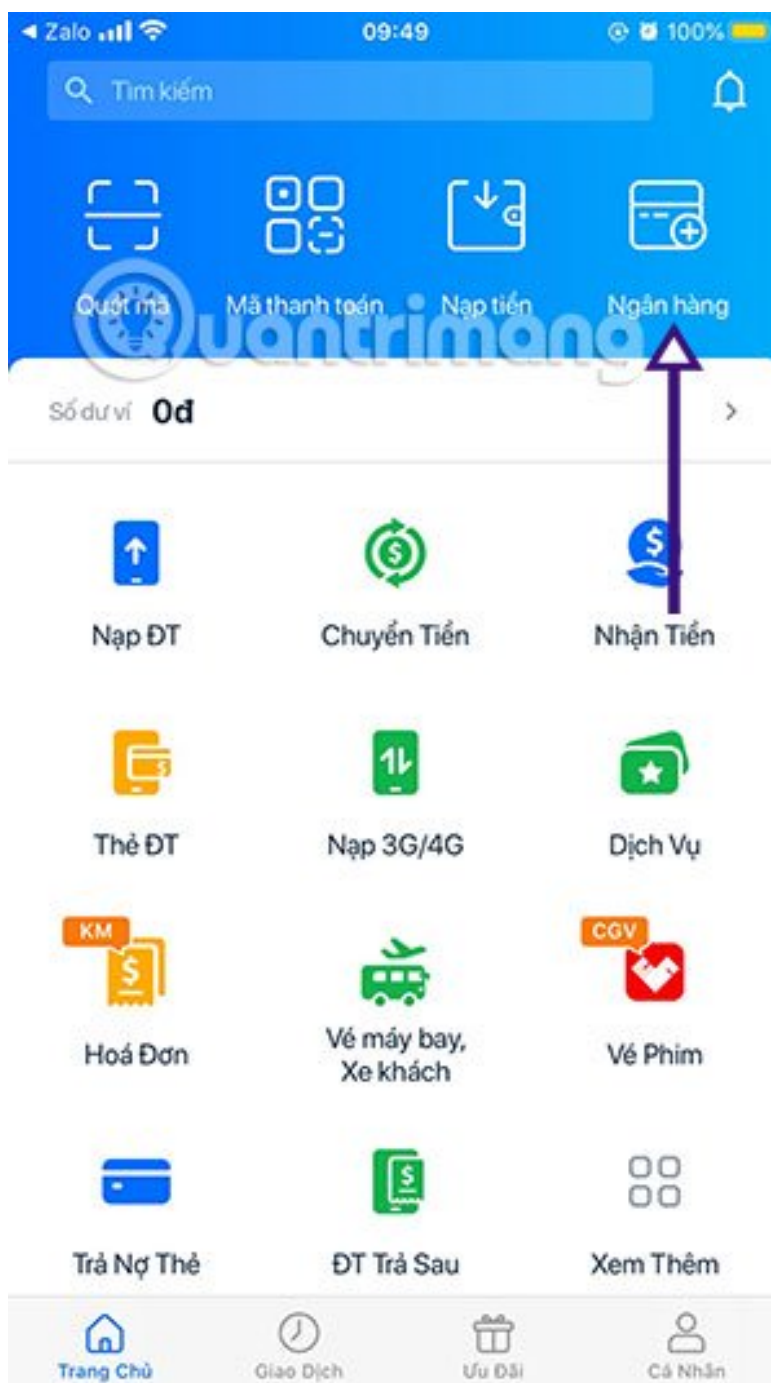 Zalo
09:49
100%
Tìm kiếm
Quét mã
Mã thanh toán
Nạp tiền
Ngân hàng
Quantrimang
Số dư ví 0đ
Nạp ĐT
Chuyển Tiền
Nhận Tiền
$
Thẻ ĐT
Nạp 3G/4G
Dịch Vụ
KM
CGV
Hoá Đơn
Vé máy bay,
Xe khách
Vé Phim
Trả Nợ Thẻ
ĐT Trả Sau
Xem Thêm
Trang Chủ
Giao Dịch
Ưu Đãi
Cá Nhân